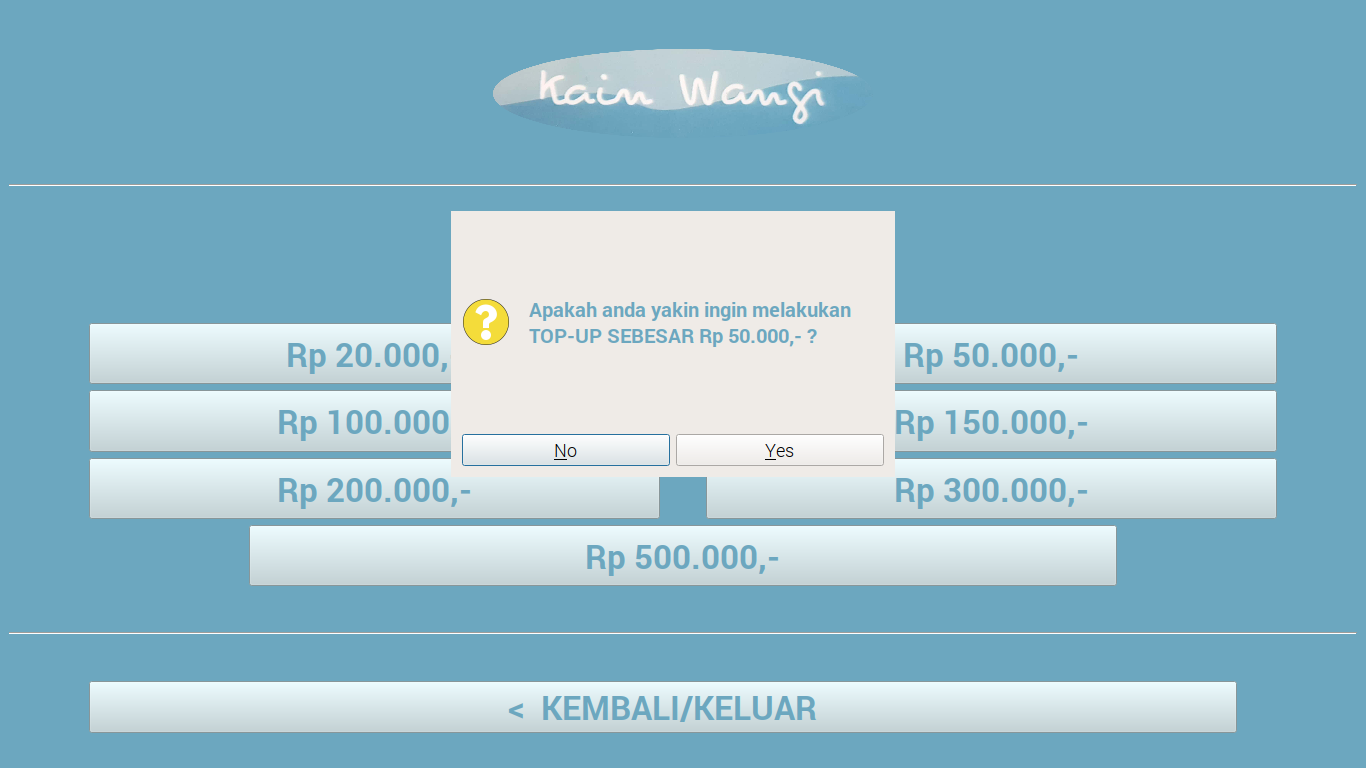 Kain Wangi
Apakah anda yakin ingin melakukan
TOP-UP SEBESAR Rp 50.000,- ?
No Yes
Rp 20.000, Rp 50.000,-
Rp 100.000 Rp 150.000,-
Rp 200.000,- Rp 300.000,-
Rp 500.000,-
< KEMBALI/KELUAR